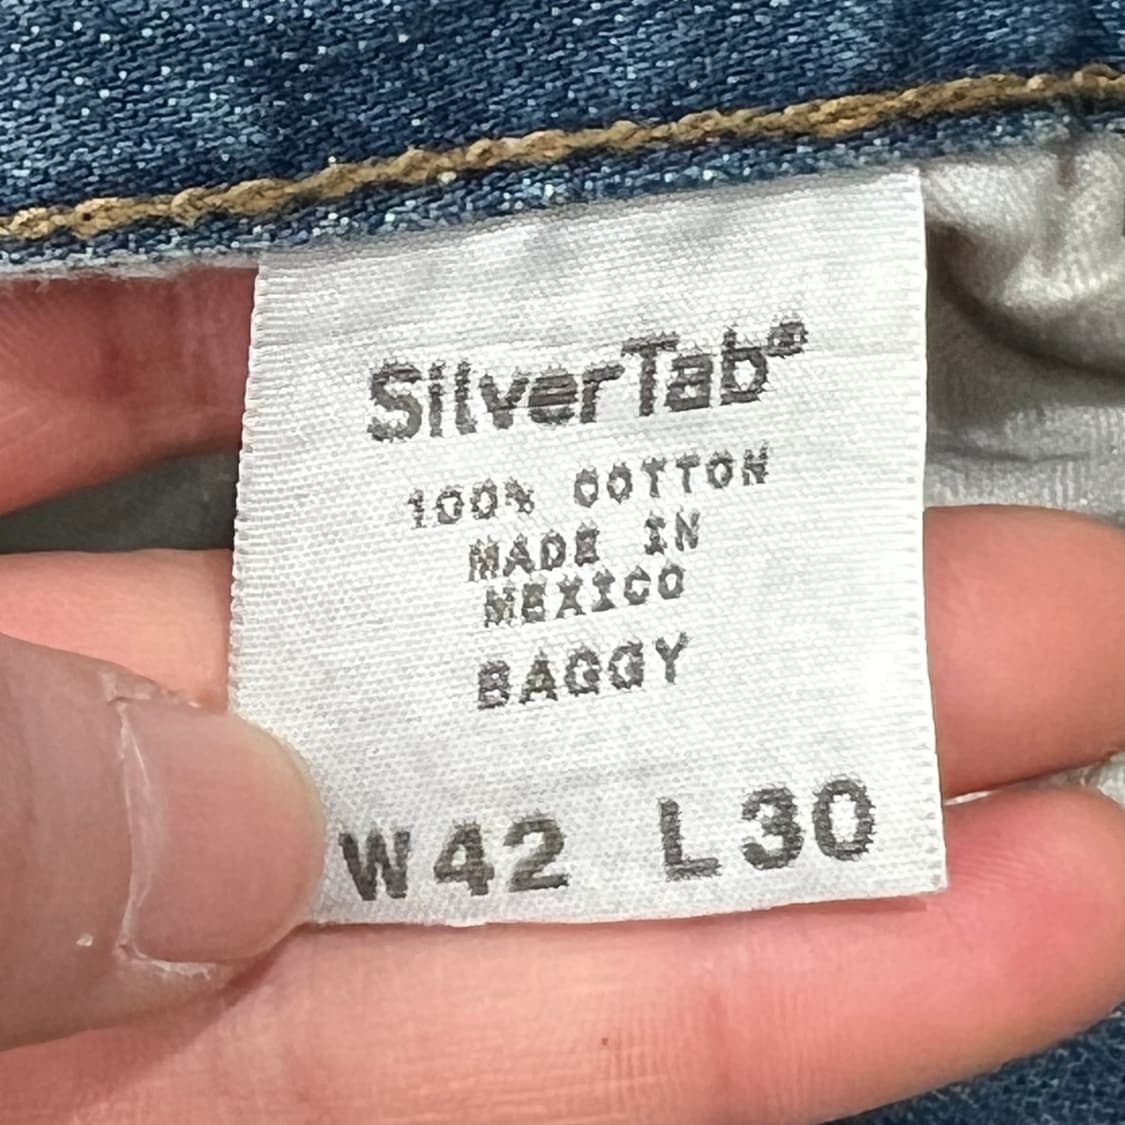 SilverTab®
100% COTTON
MADE IN
MEXICO
BAGGY
W42 L30